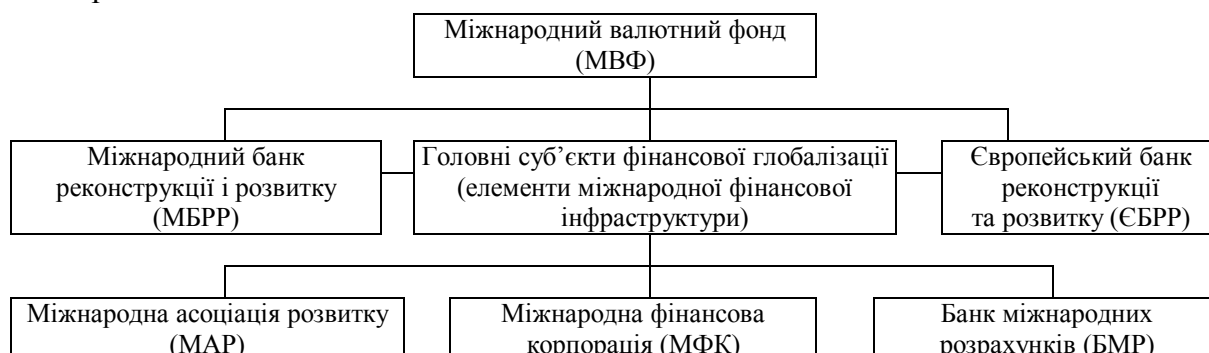 Міжнародний валютний фонд
(МВФ)
Міжнародний банк
реконструкції і розвитку
(МБРР)
Головні суб’єкти фінансової глобалізації
(елементи міжнародної фінансової
інфраструктури)
Європейський банк
реконструкції
та розвитку (ЄБРР)
Міжнародна асоціація розвитку
(МАР)
Міжнародна фінансова
корпорація (МФК)
Банк міжнародних
розрахунків (БМР)